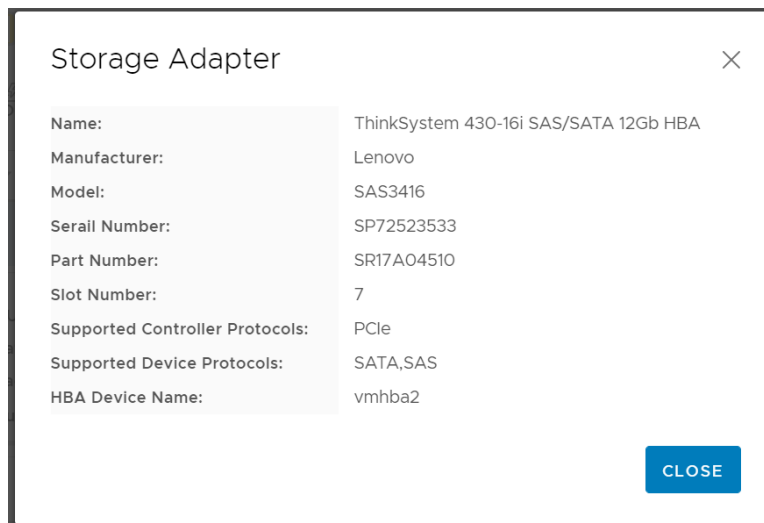 Storage Adapter
Name: ThinkSystem 430-16i SAS/SATA 12Gb HBA
Manufacturer: Lenovo
Model: SAS3416
Serail Number: SP72523533
Part Number: SR17A04510
Slot Number: 7
Supported Controller Protocols: PCIe
Supported Device Protocols: SATA,SAS
HBA Device Name: vmhba2
CLOSE